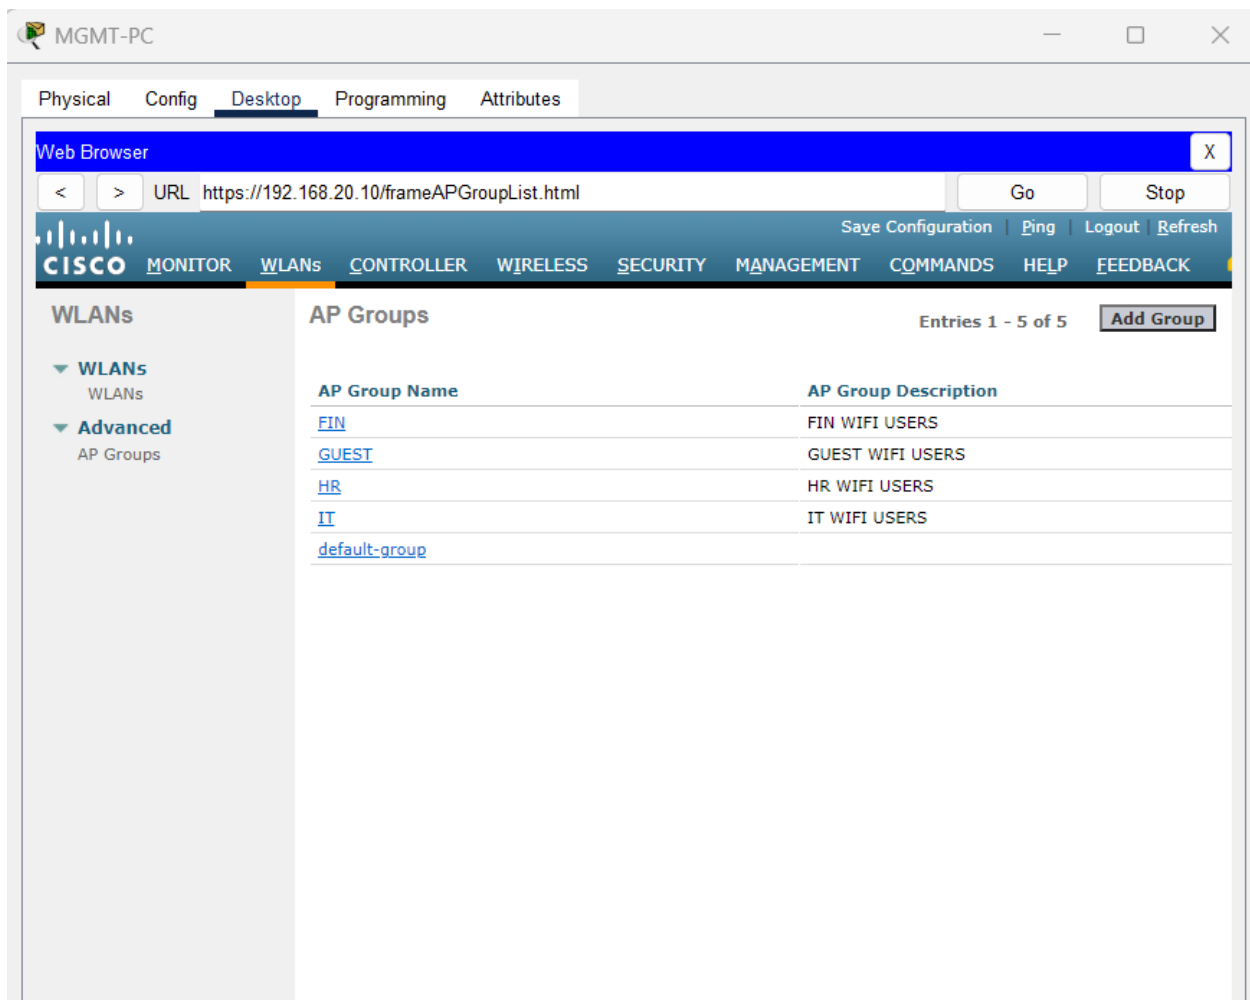 MGMT-PC
Physical Config Desktop Programming Attributes
Web Browser X
< > URL https://192.168.20.10/frameAPGroupList.html Go Stop
Save Configuration | Ping | Logout | Refresh
CISCO MONITOR WLANs CONTROLLER WIRELESS SECURITY MANAGEMENT COMMANDS HELP FEEDBACK
WLANs
AP Groups Entries 1 - 5 of 5 Add Group
WLANs
WLANs
Advanced
AP Groups
AP Group Name AP Group Description
FIN FIN WIFI USERS
GUEST GUEST WIFI USERS
HR HR WIFI USERS
IT IT WIFI USERS
default-group